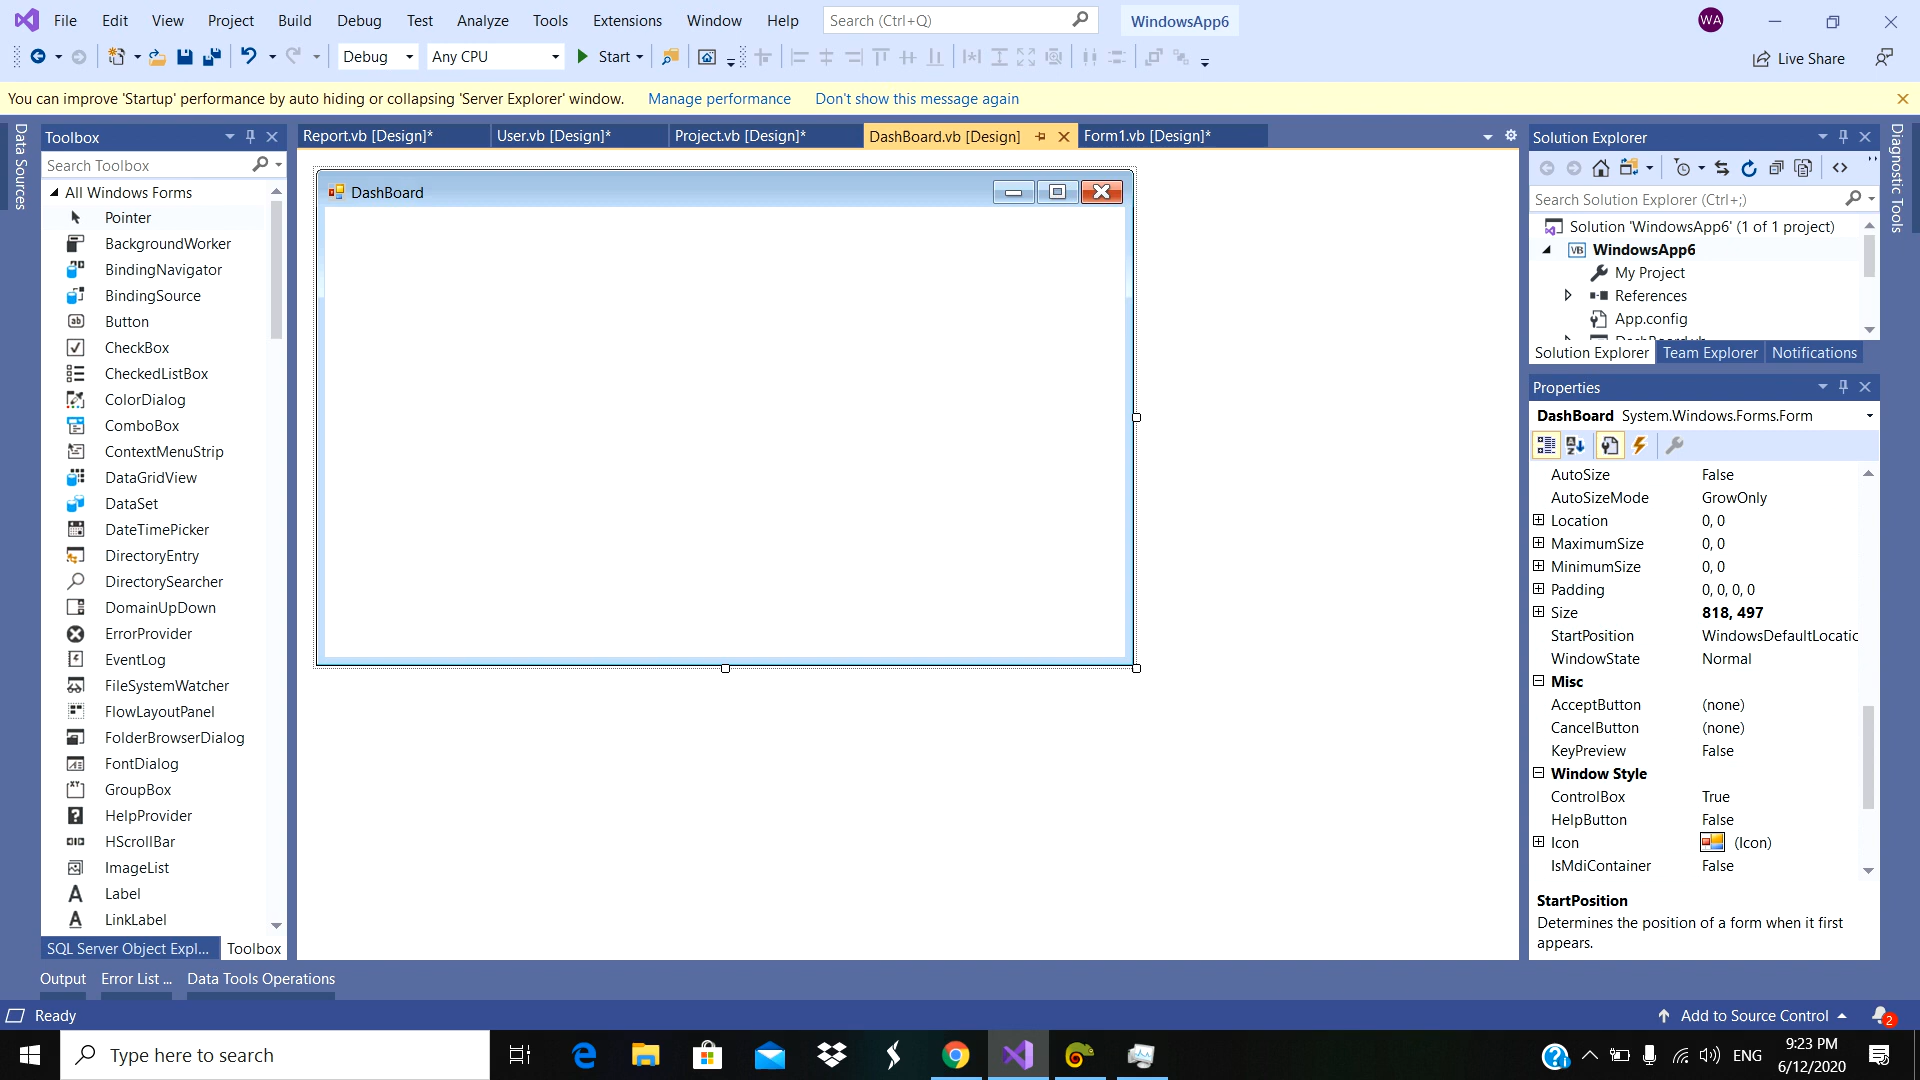 File Edit View Project Build Debug Test Analyze Tools Extensions Window Help Search (Ctrl+Q) WindowsApp6 WA
Debug Any CPU Start Live Share
You can improve 'Startup' performance by auto hiding or collapsing 'Server Explorer' window. Manage performance Don't show this message again
Data Sources
Toolbox
Search Toolbox
All Windows Forms
Pointer
BackgroundWorker
BindingNavigator
BindingSource
Button
CheckBox
CheckedListBox
ColorDialog
ComboBox
ContextMenuStrip
DataGridView
DataSet
DateTimePicker
DirectoryEntry
DirectorySearcher
DomainUpDown
ErrorProvider
EventLog
FileSystemWatcher
FlowLayoutPanel
FolderBrowserDialog
FontDialog
GroupBox
HelpProvider
HScrollBar
ImageList
Label
LinkLabel
SQL Server Object Expl... Toolbox
Report.vb [Design]* User.vb [Design]* Project.vb [Design]* DashBoard.vb [Design] Form1.vb [Design]*
DashBoard
Solution Explorer
Search Solution Explorer (Ctrl+;)
Solution 'WindowsApp6' (1 of 1 project)
VB WindowsApp6
My Project
References
App.config
Solution Explorer Team Explorer Notifications
Properties
DashBoard System.Windows.Forms.Form
AutoSize False
AutoSizeMode GrowOnly
Location 0, 0
MaximumSize 0, 0
MinimumSize 0, 0
Padding 0, 0, 0, 0
Size 818, 497
StartPosition WindowsDefaultLocatic
WindowState Normal
Misc
AcceptButton (none)
CancelButton (none)
KeyPreview False
Window Style
ControlBox True
HelpButton False
Icon (Icon)
IsMdiContainer False
StartPosition
Determines the position of a form when it first
appears.
Diagnostic Tools
Output Error List ... Data Tools Operations
Ready Add to Source Control 2
Type here to search ENG 9:23 PM
6/12/2020